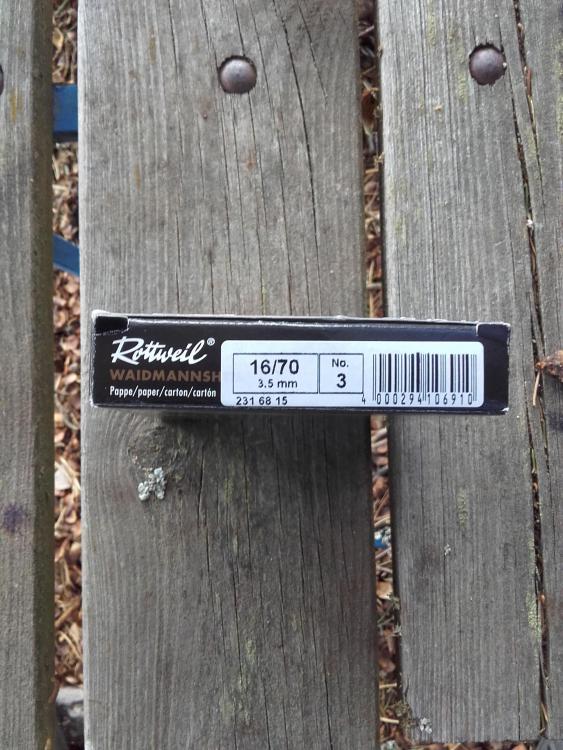 Rottweil®
WAIDMANNSH
Pappe/paper/carton/cartón
16/70
3.5 mm
No.
3
231 68 15
4 000294 106910